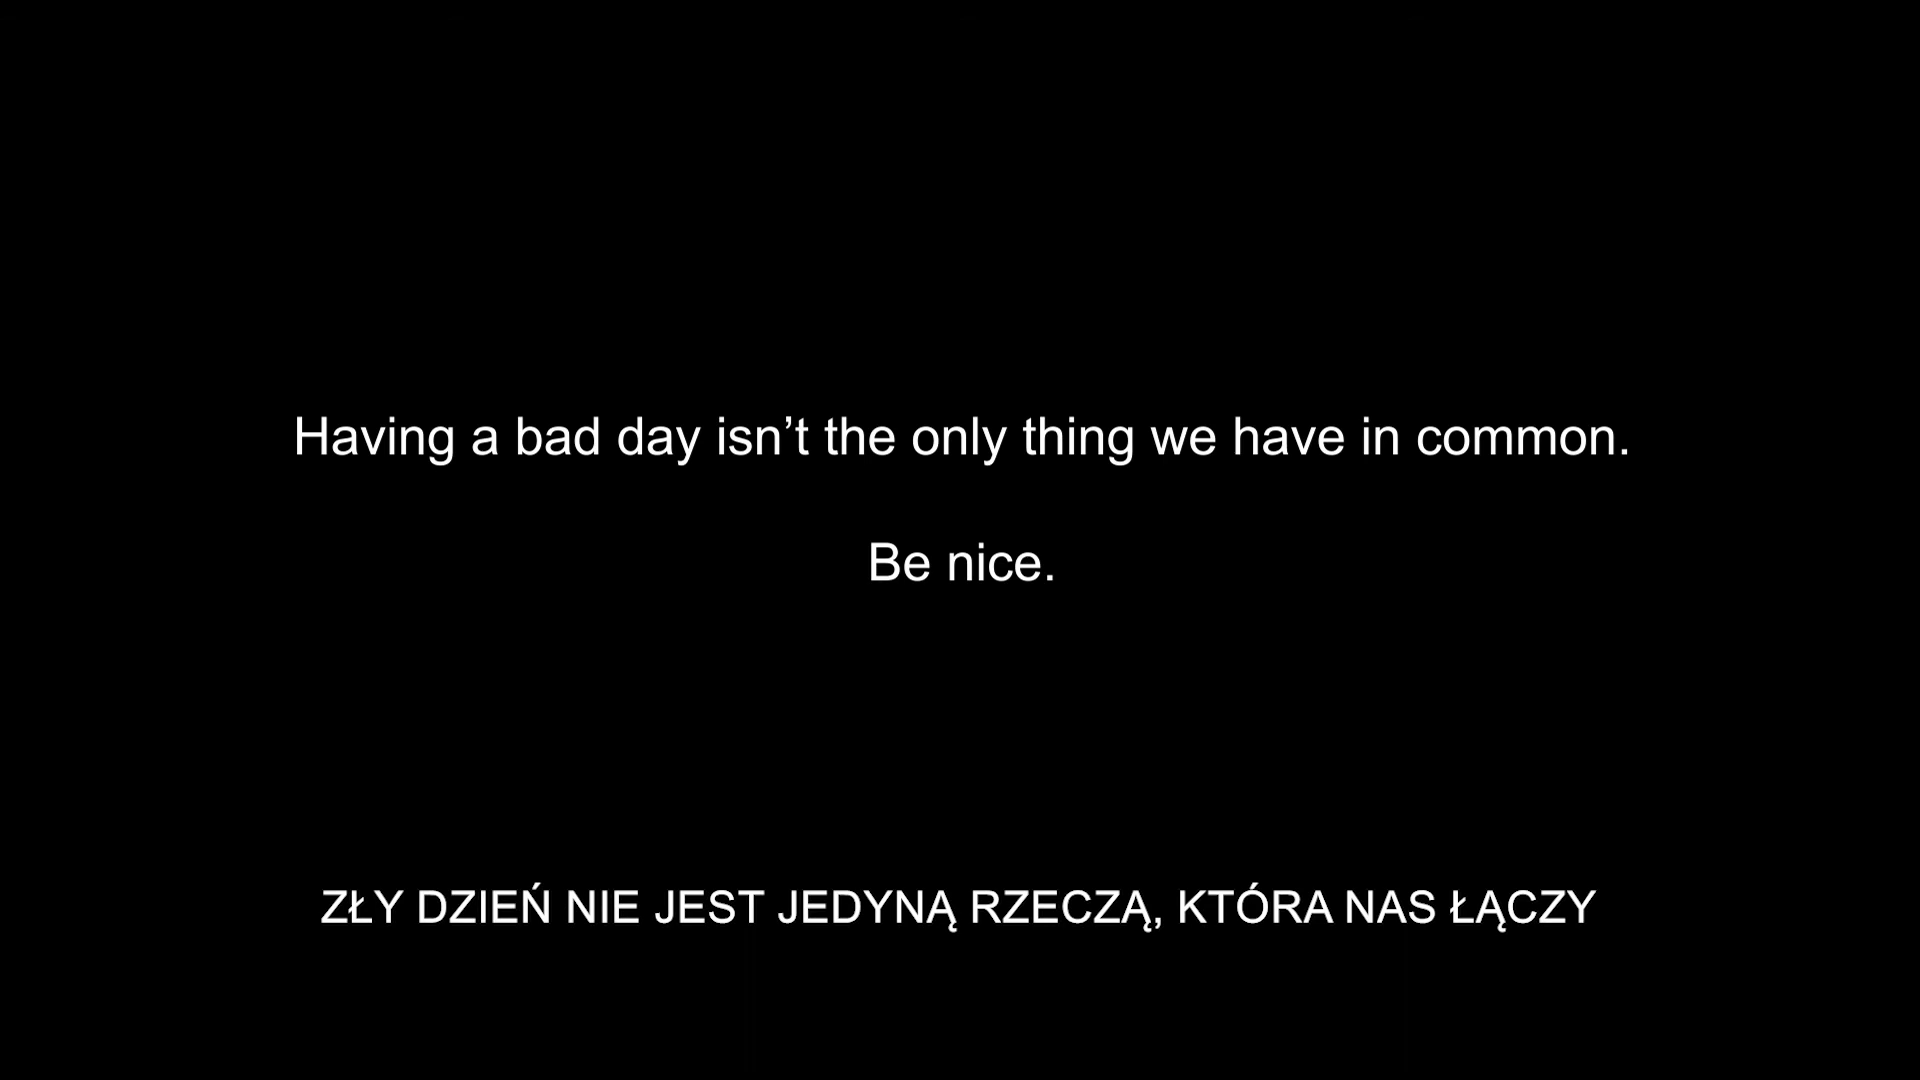 Having a bad day isn’t the only thing we have in common.
Be nice.
ZŁY DZIEŃ NIE JEST JEDYNĄ RZECZĄ, KTÓRA NAS ŁĄCZY